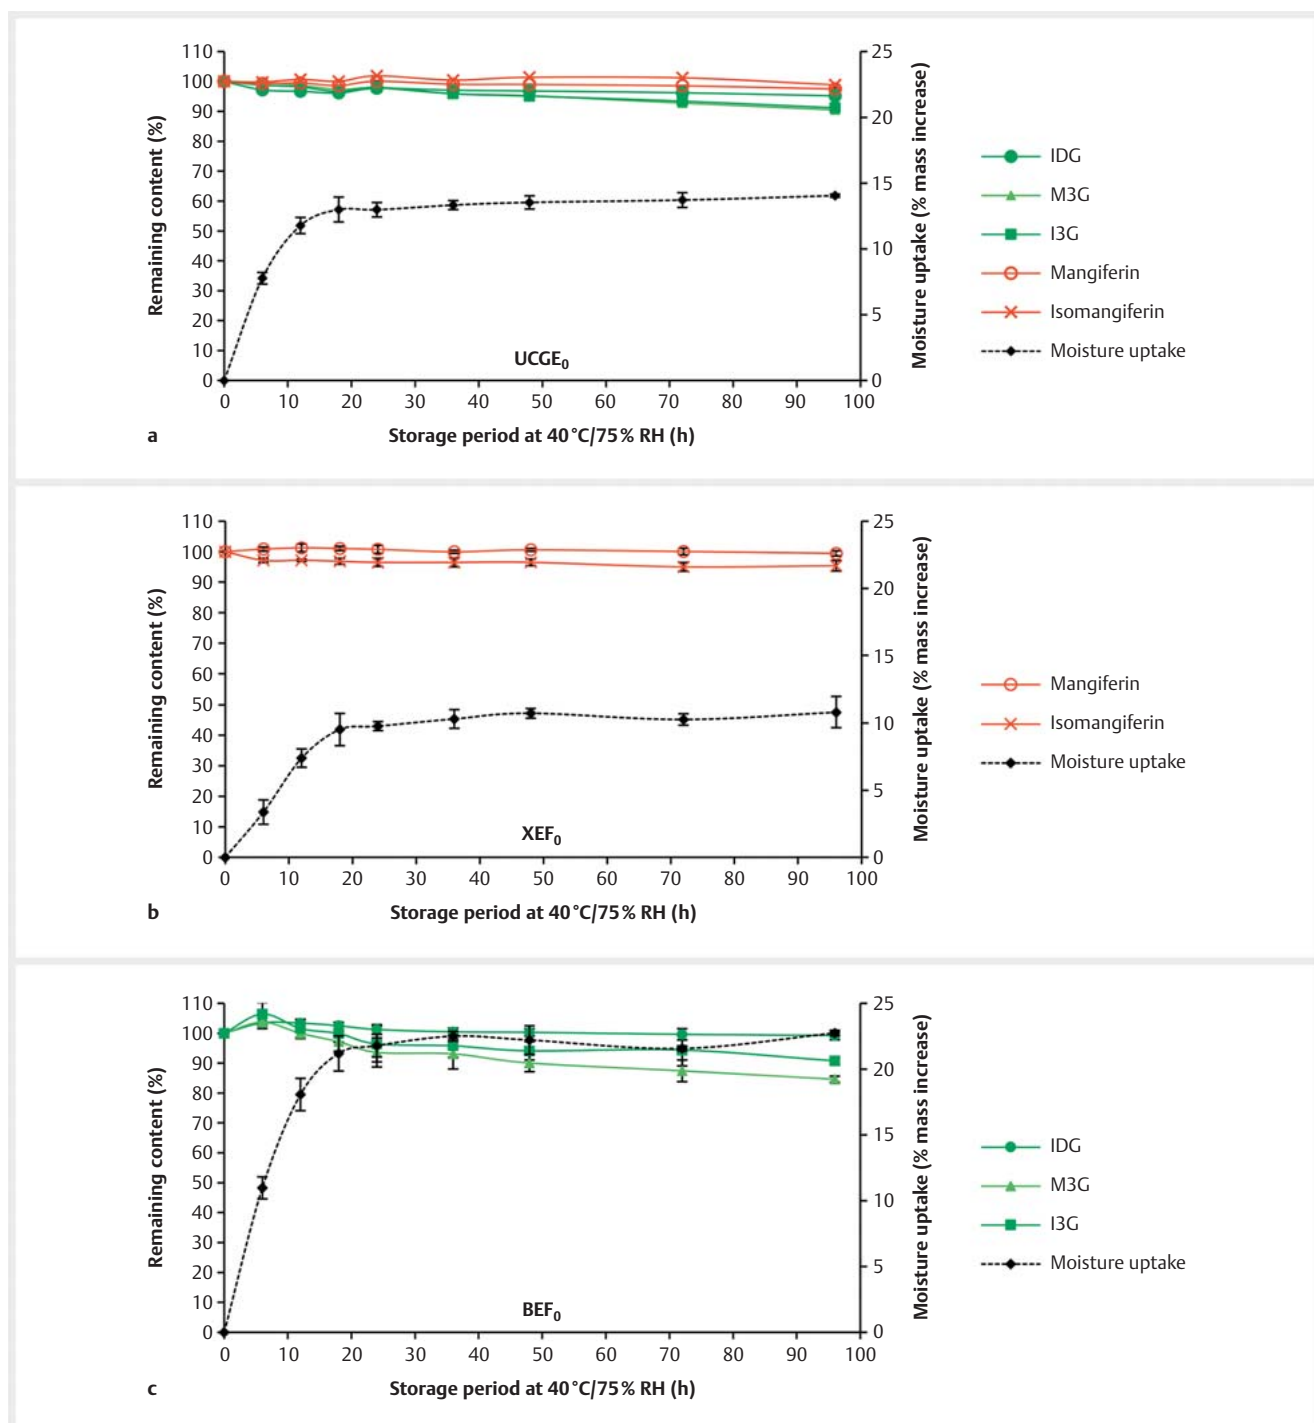 110
100
90
80
70
60
50
40
30
20
10
0
Remaining content (%)
25
20
15
10
5
0
Moisture uptake (% mass increase)
IDG
M3G
I3G
Mangiferin
Isomangiferin
Moisture uptake
UCGE₀
0 10 20 30 40 50 60 70 80 90 100
a
Storage period at 40 °C/75% RH (h)
110
100
90
80
70
60
50
40
30
20
10
0
Remaining content (%)
25
20
15
10
5
0
Moisture uptake (% mass increase)
Mangiferin
Isomangiferin
Moisture uptake
XEF₀
0 10 20 30 40 50 60 70 80 90 100
b
Storage period at 40 °C/75% RH (h)
110
100
90
80
70
60
50
40
30
20
10
0
Remaining content (%)
25
20
15
10
5
0
Moisture uptake (% mass increase)
IDG
M3G
I3G
Moisture uptake
BEF₀
0 10 20 30 40 50 60 70 80 90 100
c
Storage period at 40 °C/75% RH (h)